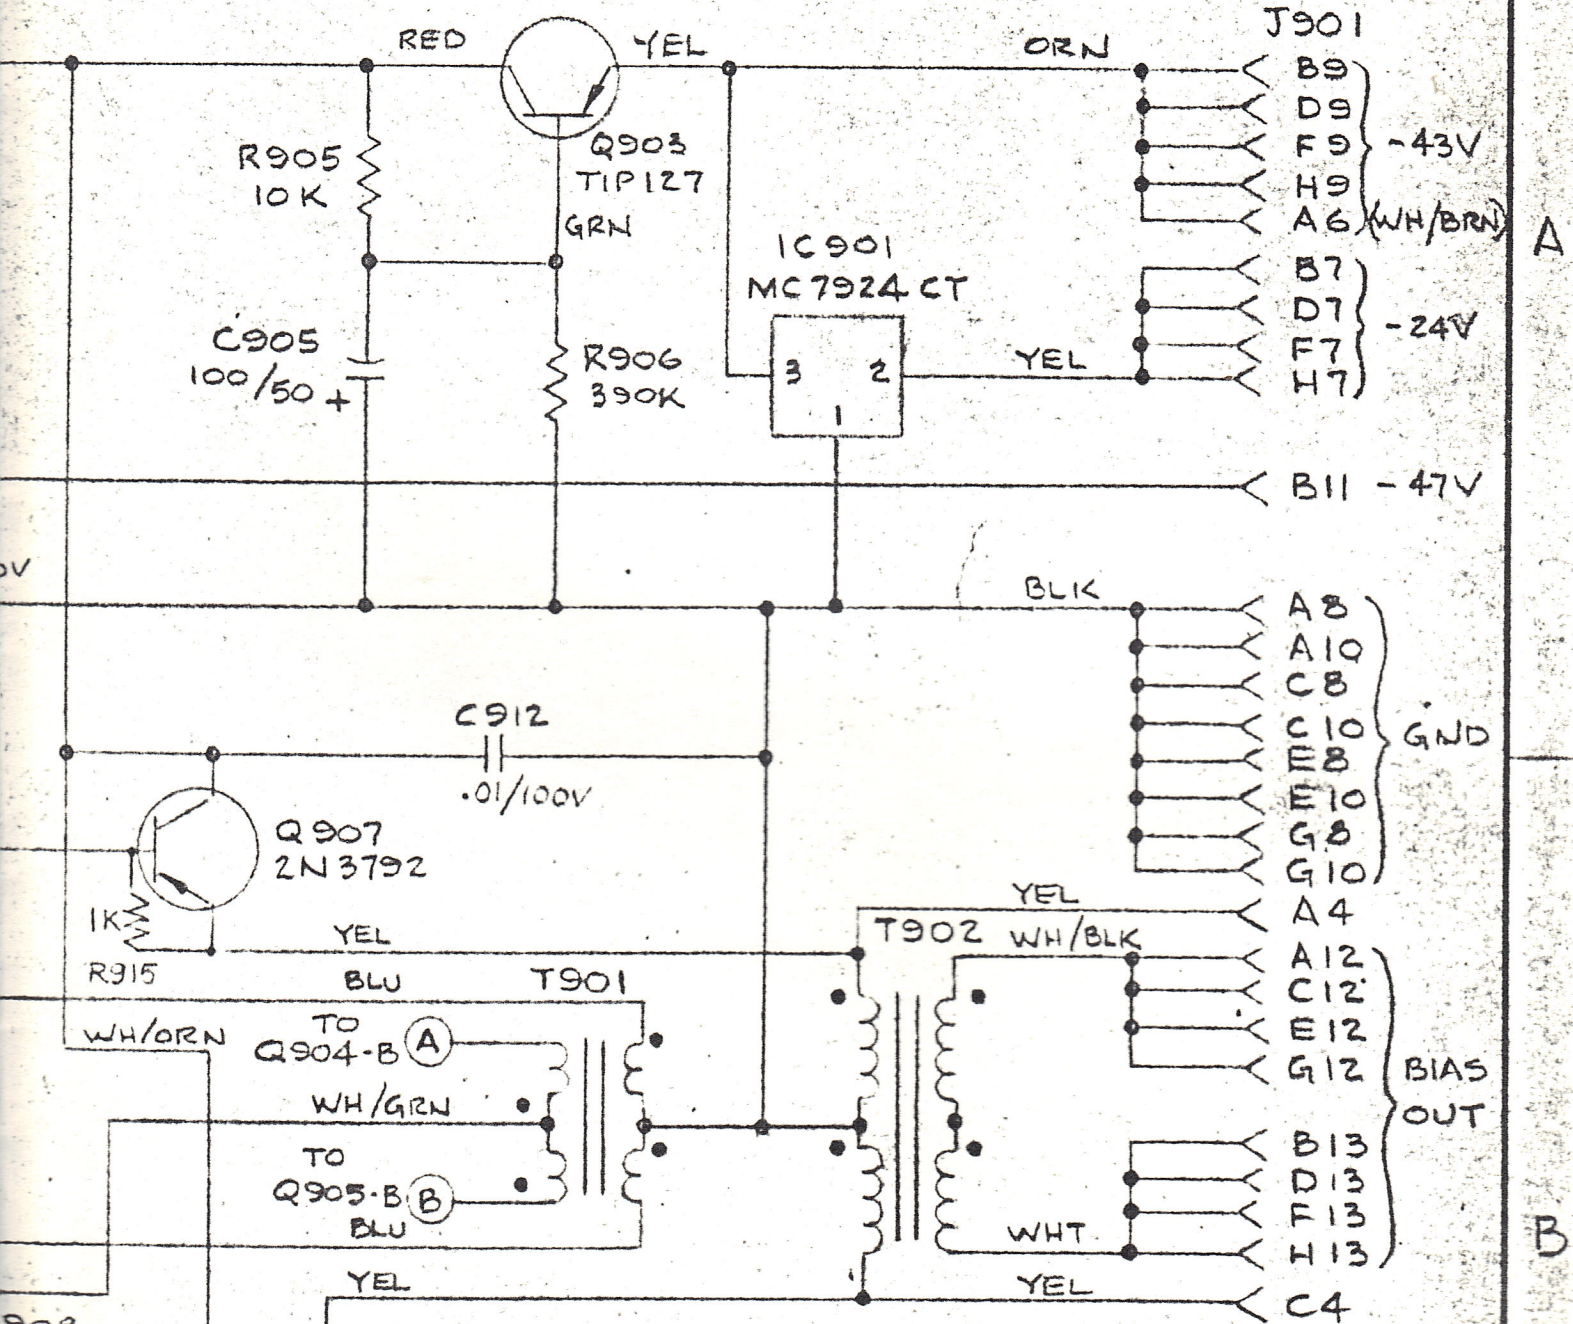 J901
RED
YEL
ORN
B9
D9
F9
H9
A6 (WH/BRN)
-43V
Q903
TIP127
R905
10K
GRN
A
IC901
MC7924CT
B7
D7
F7
H7
-24V
C905
100/50 +
R906
390K
3
2
1
YEL
B11 -47V
BLK
A8
A10
C8
C10
E8
E10
G8
G10
GND
C912
.01/100V
Q907
2N3792
1K
R915
YEL
YEL
A4
T902
WH/BLK
A12
C12
E12
G12
BLU
T901
WH/ORN
TO
Q904-B A
WH/GRN
TO
Q905-B B
BLU
BIAS
OUT
B13
D13
F13
H13
WHT
B
YEL
YEL
C4